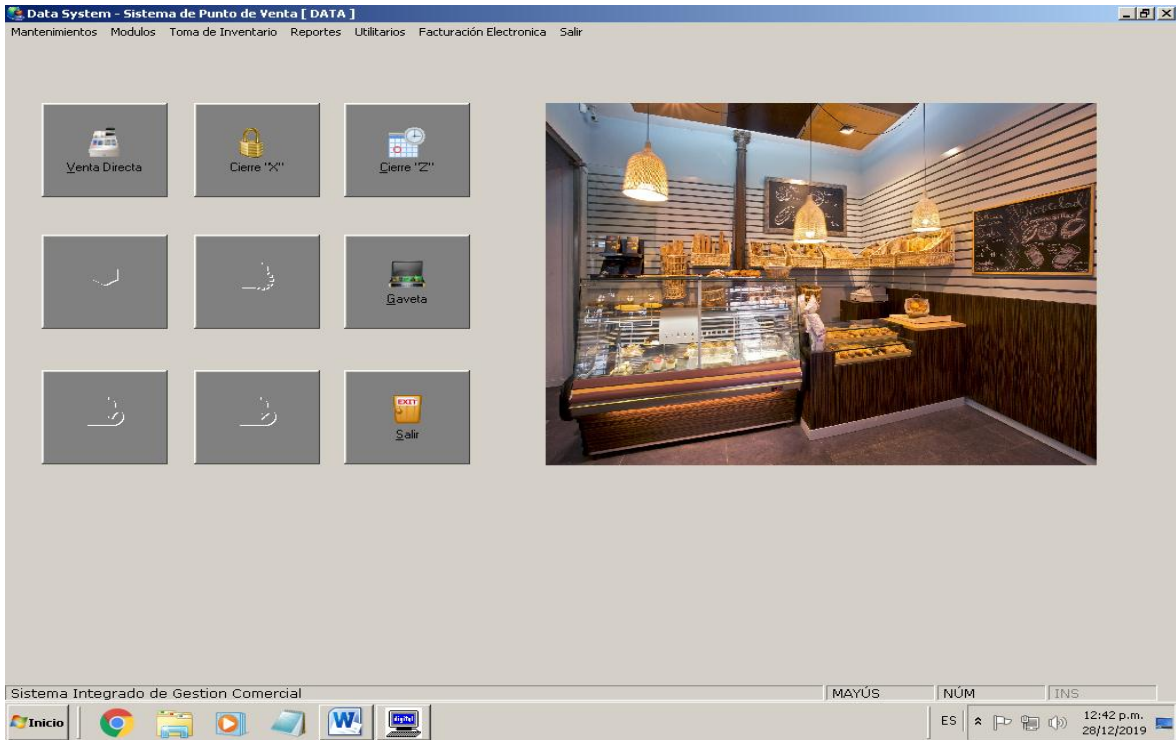 Data System - Sistema de Punto de Venta [ DATA ]
Mantenimientos Modulos Toma de Inventario Reportes Utilitarios Facturación Electronica Salir
Venta Directa
Cierre "X"
Cierre "Z"
Gaveta
EXIT
Salir
Novedad
Sistema Integrado de Gestion Comercial
MAYÚS
NÚM
INS
Inicio
W
digital
ES
12:42 p.m.
28/12/2019